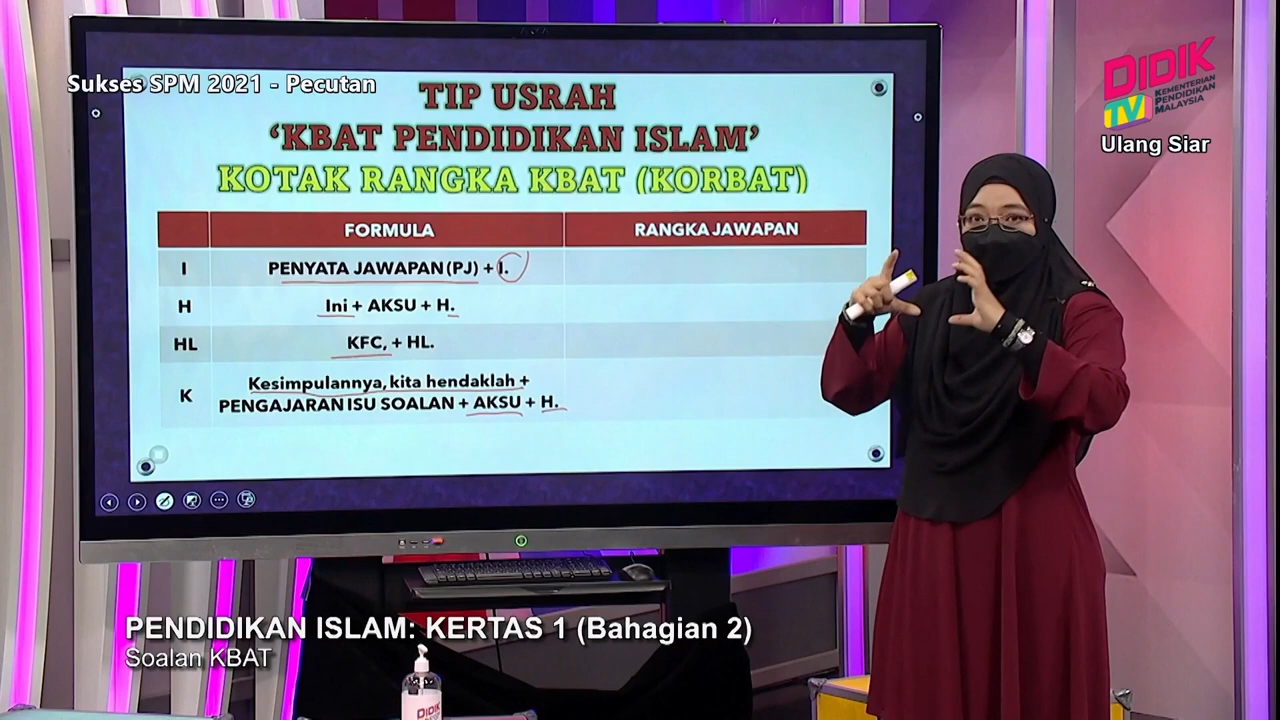 Sukses SPM 2021 - Pecutan
TIP USRAH
‘KBAT PENDIDIKAN ISLAM’
KOTAK RANGKA KBAT (KORBAT)
FORMULA RANGKA JAWAPAN
I PENYATA JAWAPAN (PJ) + I.
H Ini + AKSU + H.
HL KFC, + HL.
K Kesimpulannya, kita hendaklah +
PENGAJARAN ISU SOALAN + AKSU + H.
DIDIK
TV
KEMENTERIAN
PENDIDIKAN
MALAYSIA
Ulang Siar
PENDIDIKAN ISLAM: KERTAS 1 (Bahagian 2)
Soalan KBAT
DIDIK